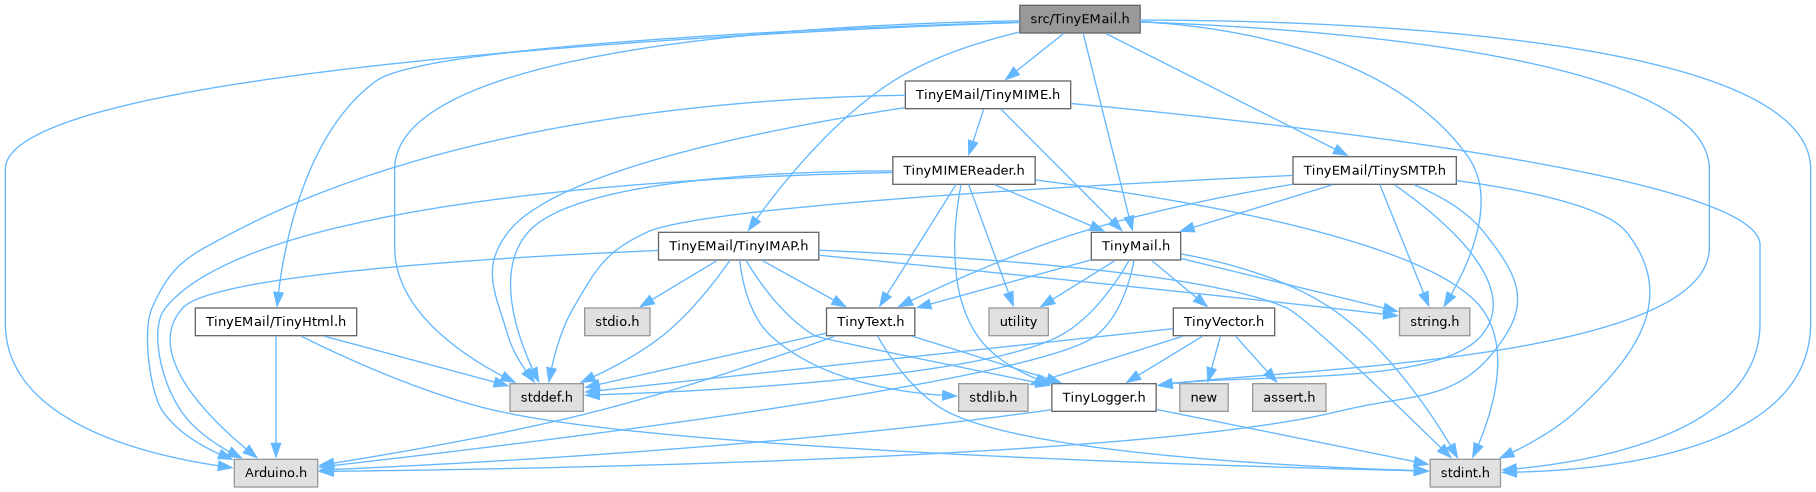 src/TinyEMail.h
TinyEMail/TinyMIME.h
TinyMIMEReader.h
TinyEMail/TinySMTP.h
TinyEMail/TinyIMAP.h
TinyMail.h
TinyEMail/TinyHtml.h
stdio.h
TinyText.h
utility
TinyVector.h
string.h
stddef.h
stdlib.h
TinyLogger.h
new
assert.h
Arduino.h
stdint.h